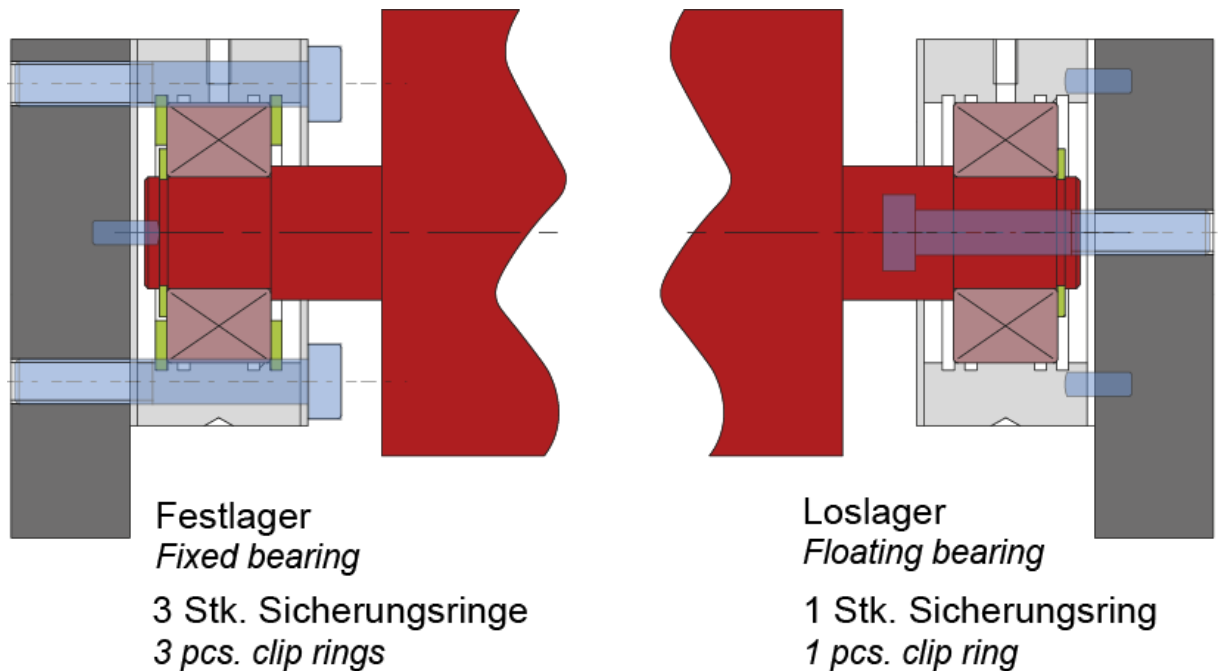 Festlager
Fixed bearing
3 Stk. Sicherungsringe
3 pcs. clip rings
Loslager
Floating bearing
1 Stk. Sicherungsring
1 pc. clip ring